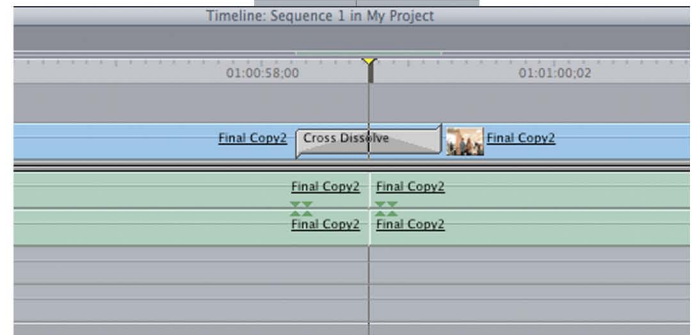 Timeline: Sequence 1 in My Project
01:00:58;00 01:01:00;02
Final Copy2 Cross Dissolve Final Copy2
Final Copy2 Final Copy2
Final Copy2 Final Copy2